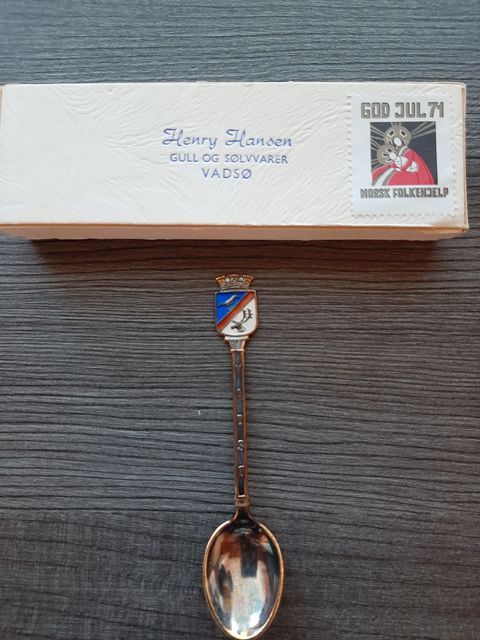 Henry Hansen
GULL OG SØLVVARER
VADSØ
GOD JUL 71
NORSK FOLKEHJELP